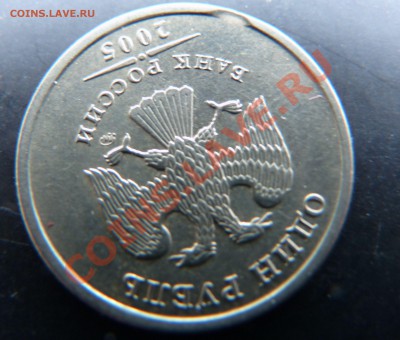 COINS.LAVE.RU
ОДИН РУБЛЬ
БАНК РОССИИ
2005
COINS.LAVE.RU